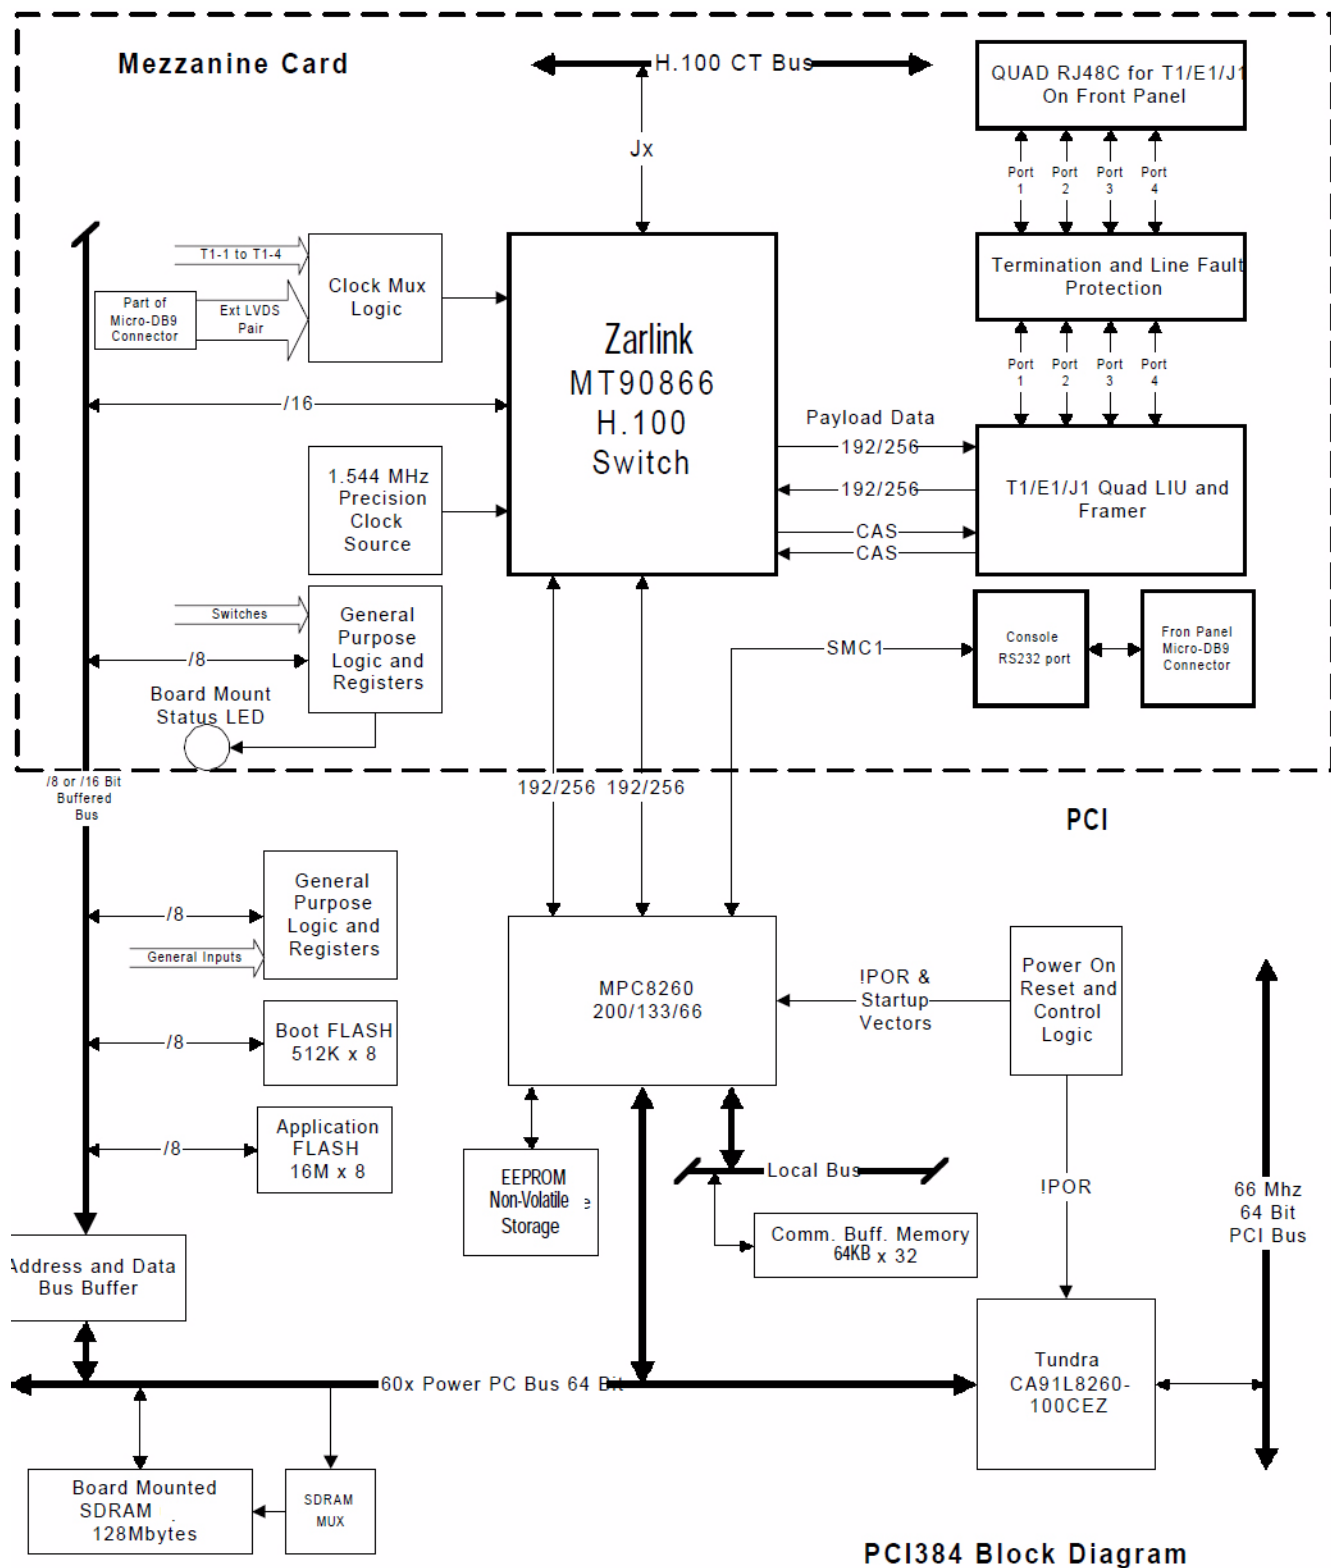 Mezzanine Card
H.100 CT Bus
QUAD RJ48C for T1/E1/J1
On Front Panel
Jx
Port
1
Port
2
Port
3
Port
4
T1-1 to T1-4
Clock Mux
Logic
Part of
Micro-DB9
Connector
Ext LVDS
Pair
Termination and Line Fault
Protection
Zarlink
MT90866
H.100
Switch
Port
1
Port
2
Port
3
Port
4
/16
Payload Data
192/256
192/256
CAS
CAS
T1/E1/J1 Quad LIU and
Framer
1.544 MHz
Precision
Clock
Source
Switches
General
Purpose
Logic and
Registers
/8
Board Mount
Status LED
SMC1
Console
RS232 port
Fron Panel
Micro-DB9
Connector
/8 or /16 Bit
Buffered
Bus
192/256
192/256
PCI
General
Purpose
Logic and
Registers
/8
General Inputs
MPC8260
200/133/66
!POR &
Startup
Vectors
Power On
Reset and
Control
Logic
Boot FLASH
512K x 8
/8
Application
FLASH
16M x 8
/8
EEPROM
Non-Volatile e
Storage
Local Bus
Comm. Buff. Memory
64KB x 32
!POR
66 Mhz
64 Bit
PCI Bus
Address and Data
Bus Buffer
60x Power PC Bus 64 Bit
Tundra
CA91L8260-
100CEZ
Board Mounted
SDRAM
128Mbytes
SDRAM
MUX
PCI384 Block Diagram